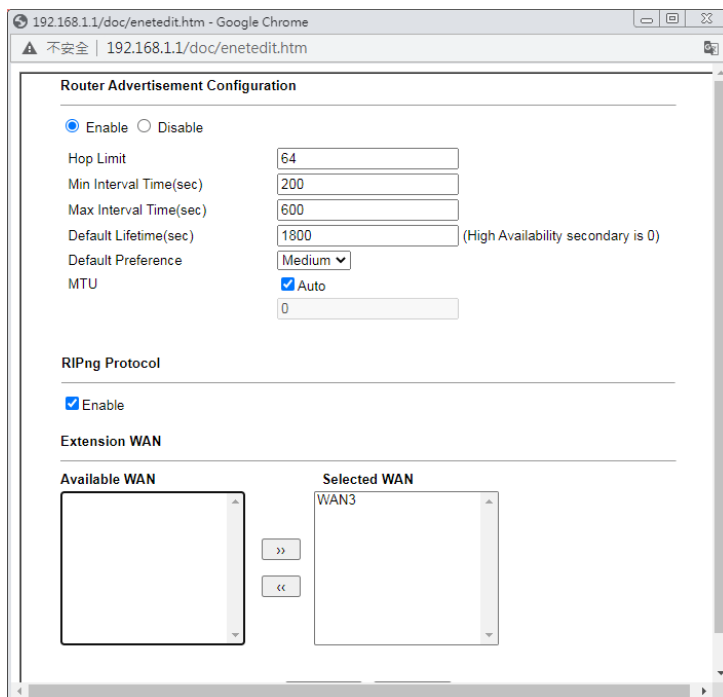 192.168.1.1/doc/enetedit.htm - Google Chrome
不安全 | 192.168.1.1/doc/enetedit.htm
Router Advertisement Configuration
Enable Disable
Hop Limit 64
Min Interval Time(sec) 200
Max Interval Time(sec) 600
Default Lifetime(sec) 1800 (High Availability secondary is 0)
Default Preference Medium
MTU Auto
0
RIPng Protocol
Enable
Extension WAN
Available WAN Selected WAN
WAN3
>>
<<